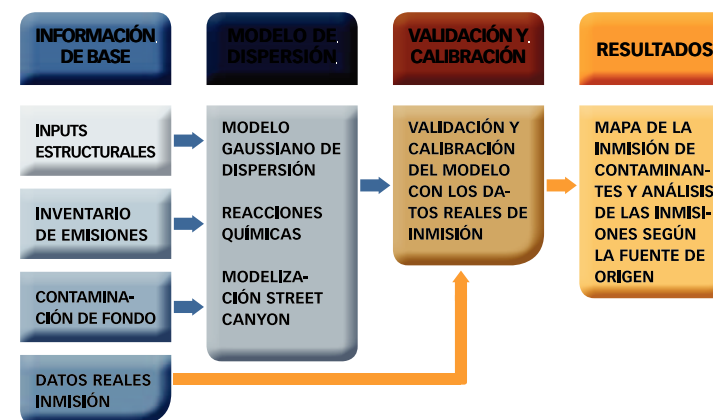 INFORMACIÓN
DE BASE
MODELO DE
DISPERSIÓN
VALIDACIÓN Y
CALIBRACIÓN
RESULTADOS
INPUTS
ESTRUCTURALES
INVENTARIO
DE EMISIONES
CONTAMINA-
CIÓN DE FONDO
DATOS REALES
INMISIÓN
MODELO
GAUSSIANO DE
DISPERSIÓN
REACCIONES
QUÍMICAS
MODELIZA-
CIÓN STREET
CANYON
VALIDACIÓN Y
CALIBRACIÓN
DEL MODELO
CON LOS DA-
TOS REALES DE
INMISIÓN
MAPA DE LA
INMISIÓN DE
CONTAMINAN-
TES Y ANÁLISIS
DE LAS INMISI-
ONES SEGÚN
LA FUENTE DE
ORIGEN